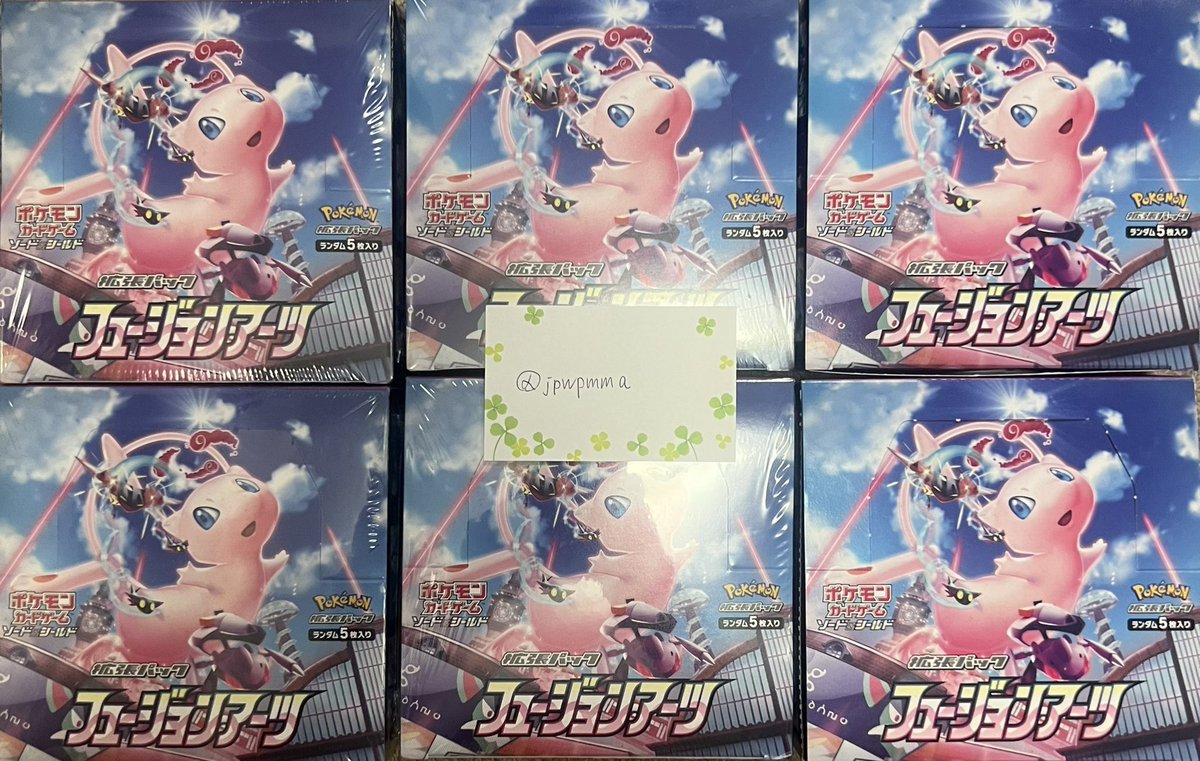 ポケモン
カードゲーム
ソード&シールド
Pokémon
拡張パック
ランダム5枚入り
拡張パック
フュージョンアーツ
ポケモン
カードゲーム
ソード&シールド
Pokémon
拡張パック
ランダム5枚入り
拡張パック
ポケモン
カードゲーム
ソード&シールド
Pokémon
拡張パック
ランダム5枚入り
拡張パック
フュージョンアーツ
@jpwpmma
ポケモン
カードゲーム
ソード&シールド
Pokémon
拡張パック
ランダム5枚入り
拡張パック
フュージョンアーツ
ポケモン
カードゲーム
ソード&シールド
Pokémon
拡張パック
ランダム5枚入り
拡張パック
フュージョンアーツ
ポケモン
カードゲーム
ソード&シールド
Pokémon
拡張パック
ランダム5枚入り
拡張パック
フュージョンアーツ